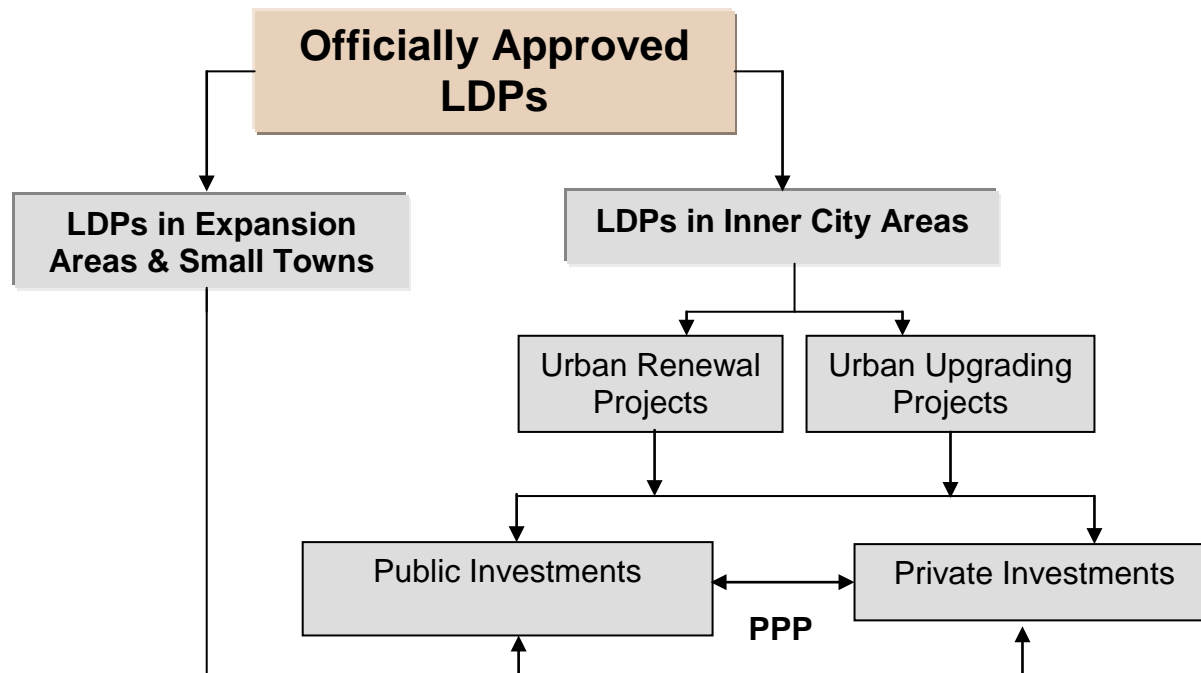 Officially Approved
LDPs
LDPs in Expansion
Areas & Small Towns
LDPs in Inner City Areas
Urban Renewal
Projects
Urban Upgrading
Projects
Public Investments
Private Investments
PPP